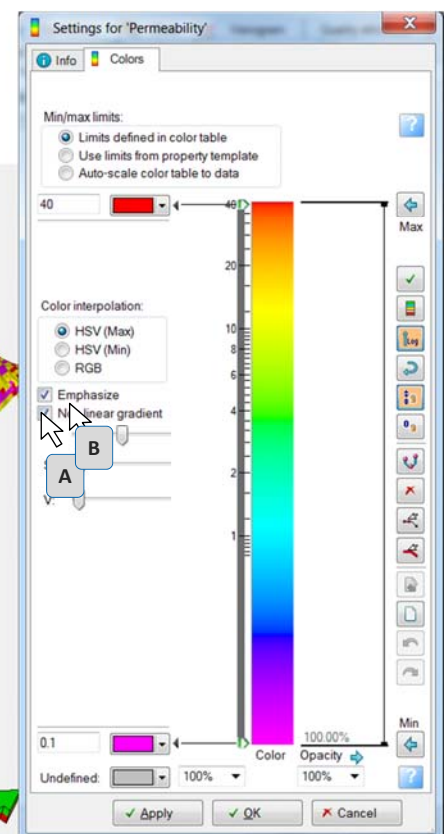 Settings for 'Permeability'
Info Colors
Min/max limits:
Limits defined in color table
Use limits from property template
Auto-scale color table to data
40
40
Max
20
Color interpolation:
HSV (Max)
HSV (Min)
RGB
10
8
6
4
2
1
Emphasize
linear gradient
B
A
V:
Log
0.1
100.00%
Min
Color Opacity
Undefined: 100% 100%
Apply OK Cancel